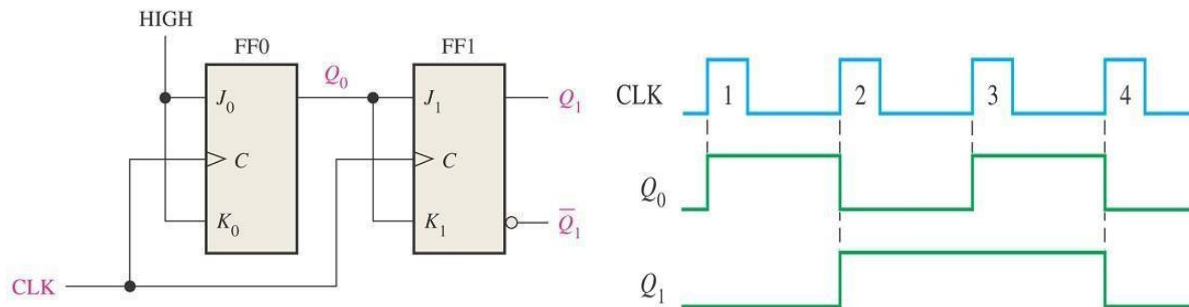 HIGH
FF0
FF1
Q₀
J₀
J₁
Q₁
C
C
K₀
K₁
Q̅₁
CLK
CLK
1
2
3
4
Q₀
Q₁